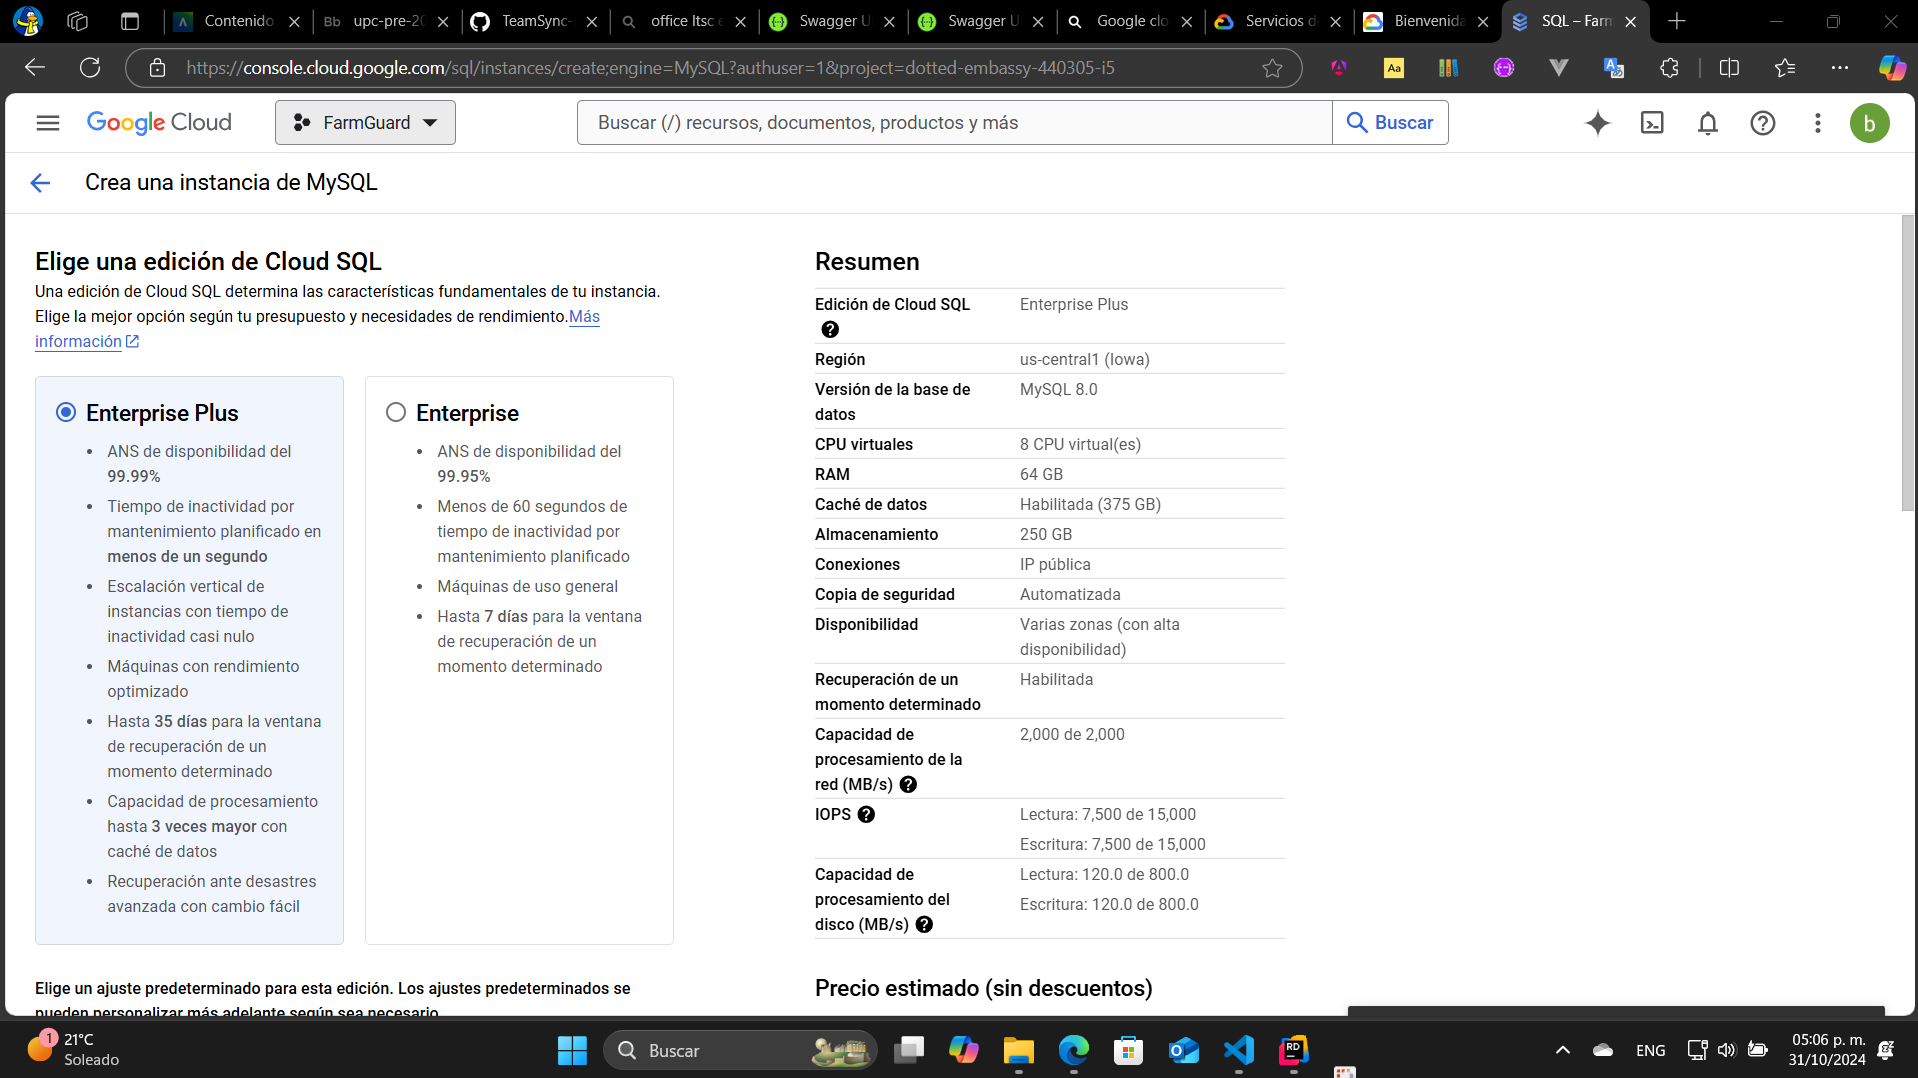 Contenido
Bb upc-pre-20
TeamSync-
office ltsc e
Swagger U
Swagger U
Google clo
Servicios d
Bienvenida
SQL – Farm
https://console.cloud.google.com/sql/instances/create;engine=MySQL?authuser=1&project=dotted-embassy-440305-i5
Aa
Google Cloud
FarmGuard
Buscar (/) recursos, documentos, productos y más
Buscar
b
Crea una instancia de MySQL
Elige una edición de Cloud SQL
Una edición de Cloud SQL determina las características fundamentales de tu instancia.
Elige la mejor opción según tu presupuesto y necesidades de rendimiento.Más
información
Enterprise Plus
• ANS de disponibilidad del
99.99%
• Tiempo de inactividad por
mantenimiento planificado en
menos de un segundo
• Escalación vertical de
instancias con tiempo de
inactividad casi nulo
• Máquinas con rendimiento
optimizado
• Hasta 35 días para la ventana
de recuperación de un
momento determinado
• Capacidad de procesamiento
hasta 3 veces mayor con
caché de datos
• Recuperación ante desastres
avanzada con cambio fácil
Enterprise
• ANS de disponibilidad del
99.95%
• Menos de 60 segundos de
tiempo de inactividad por
mantenimiento planificado
• Máquinas de uso general
• Hasta 7 días para la ventana
de recuperación de un
momento determinado
Elige un ajuste predeterminado para esta edición. Los ajustes predeterminados se
pueden personalizar más adelante según sea necesario.
Resumen
Edición de Cloud SQL Enterprise Plus
Región us-central1 (Iowa)
Versión de la base de MySQL 8.0
datos
CPU virtuales 8 CPU virtual(es)
RAM 64 GB
Caché de datos Habilitada (375 GB)
Almacenamiento 250 GB
Conexiones IP pública
Copia de seguridad Automatizada
Disponibilidad Varias zonas (con alta
disponibilidad)
Recuperación de un Habilitada
momento determinado
Capacidad de 2,000 de 2,000
procesamiento de la
red (MB/s)
IOPS Lectura: 7,500 de 15,000
Escritura: 7,500 de 15,000
Capacidad de Lectura: 120.0 de 800.0
procesamiento del Escritura: 120.0 de 800.0
disco (MB/s)
Precio estimado (sin descuentos)
1
21°C
Soleado
Buscar
RD
ENG
05:06 p. m.
31/10/2024